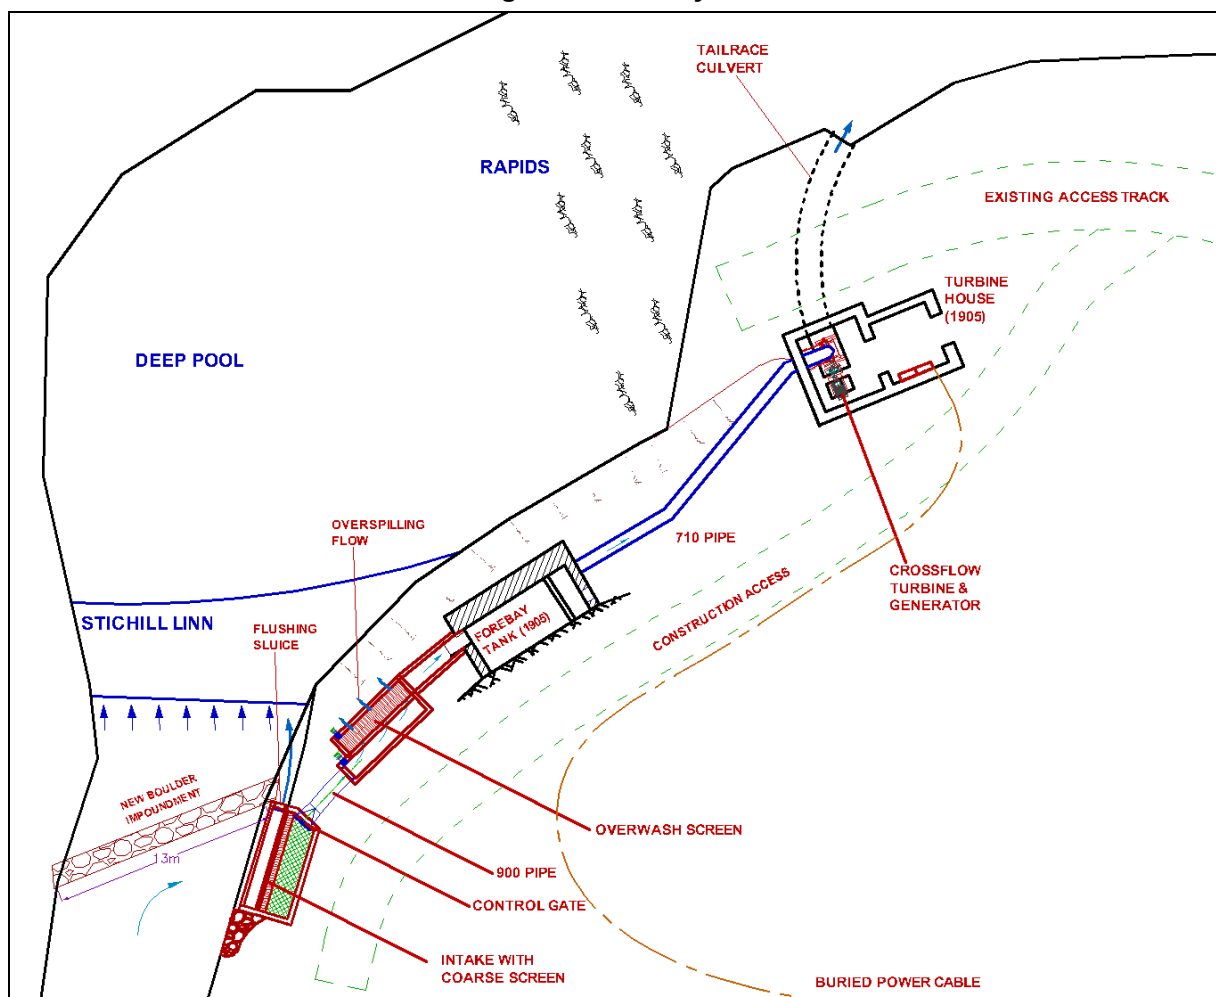 TAILRACE
CULVERT
RAPIDS
EXISTING ACCESS TRACK
TURBINE
HOUSE
(1905)
DEEP POOL
OVERSPILLING
FLOW
710 PIPE
CROSSFLOW
TURBINE &
GENERATOR
CONSTRUCTION ACCESS
STICHILL LINN
FLUSHING
SLUICE
FOREBAY
TANK (1905)
NEW BOULDER
IMPOUNDMENT
13m
OVERWASH SCREEN
900 PIPE
CONTROL GATE
INTAKE WITH
COARSE SCREEN
BURIED POWER CABLE